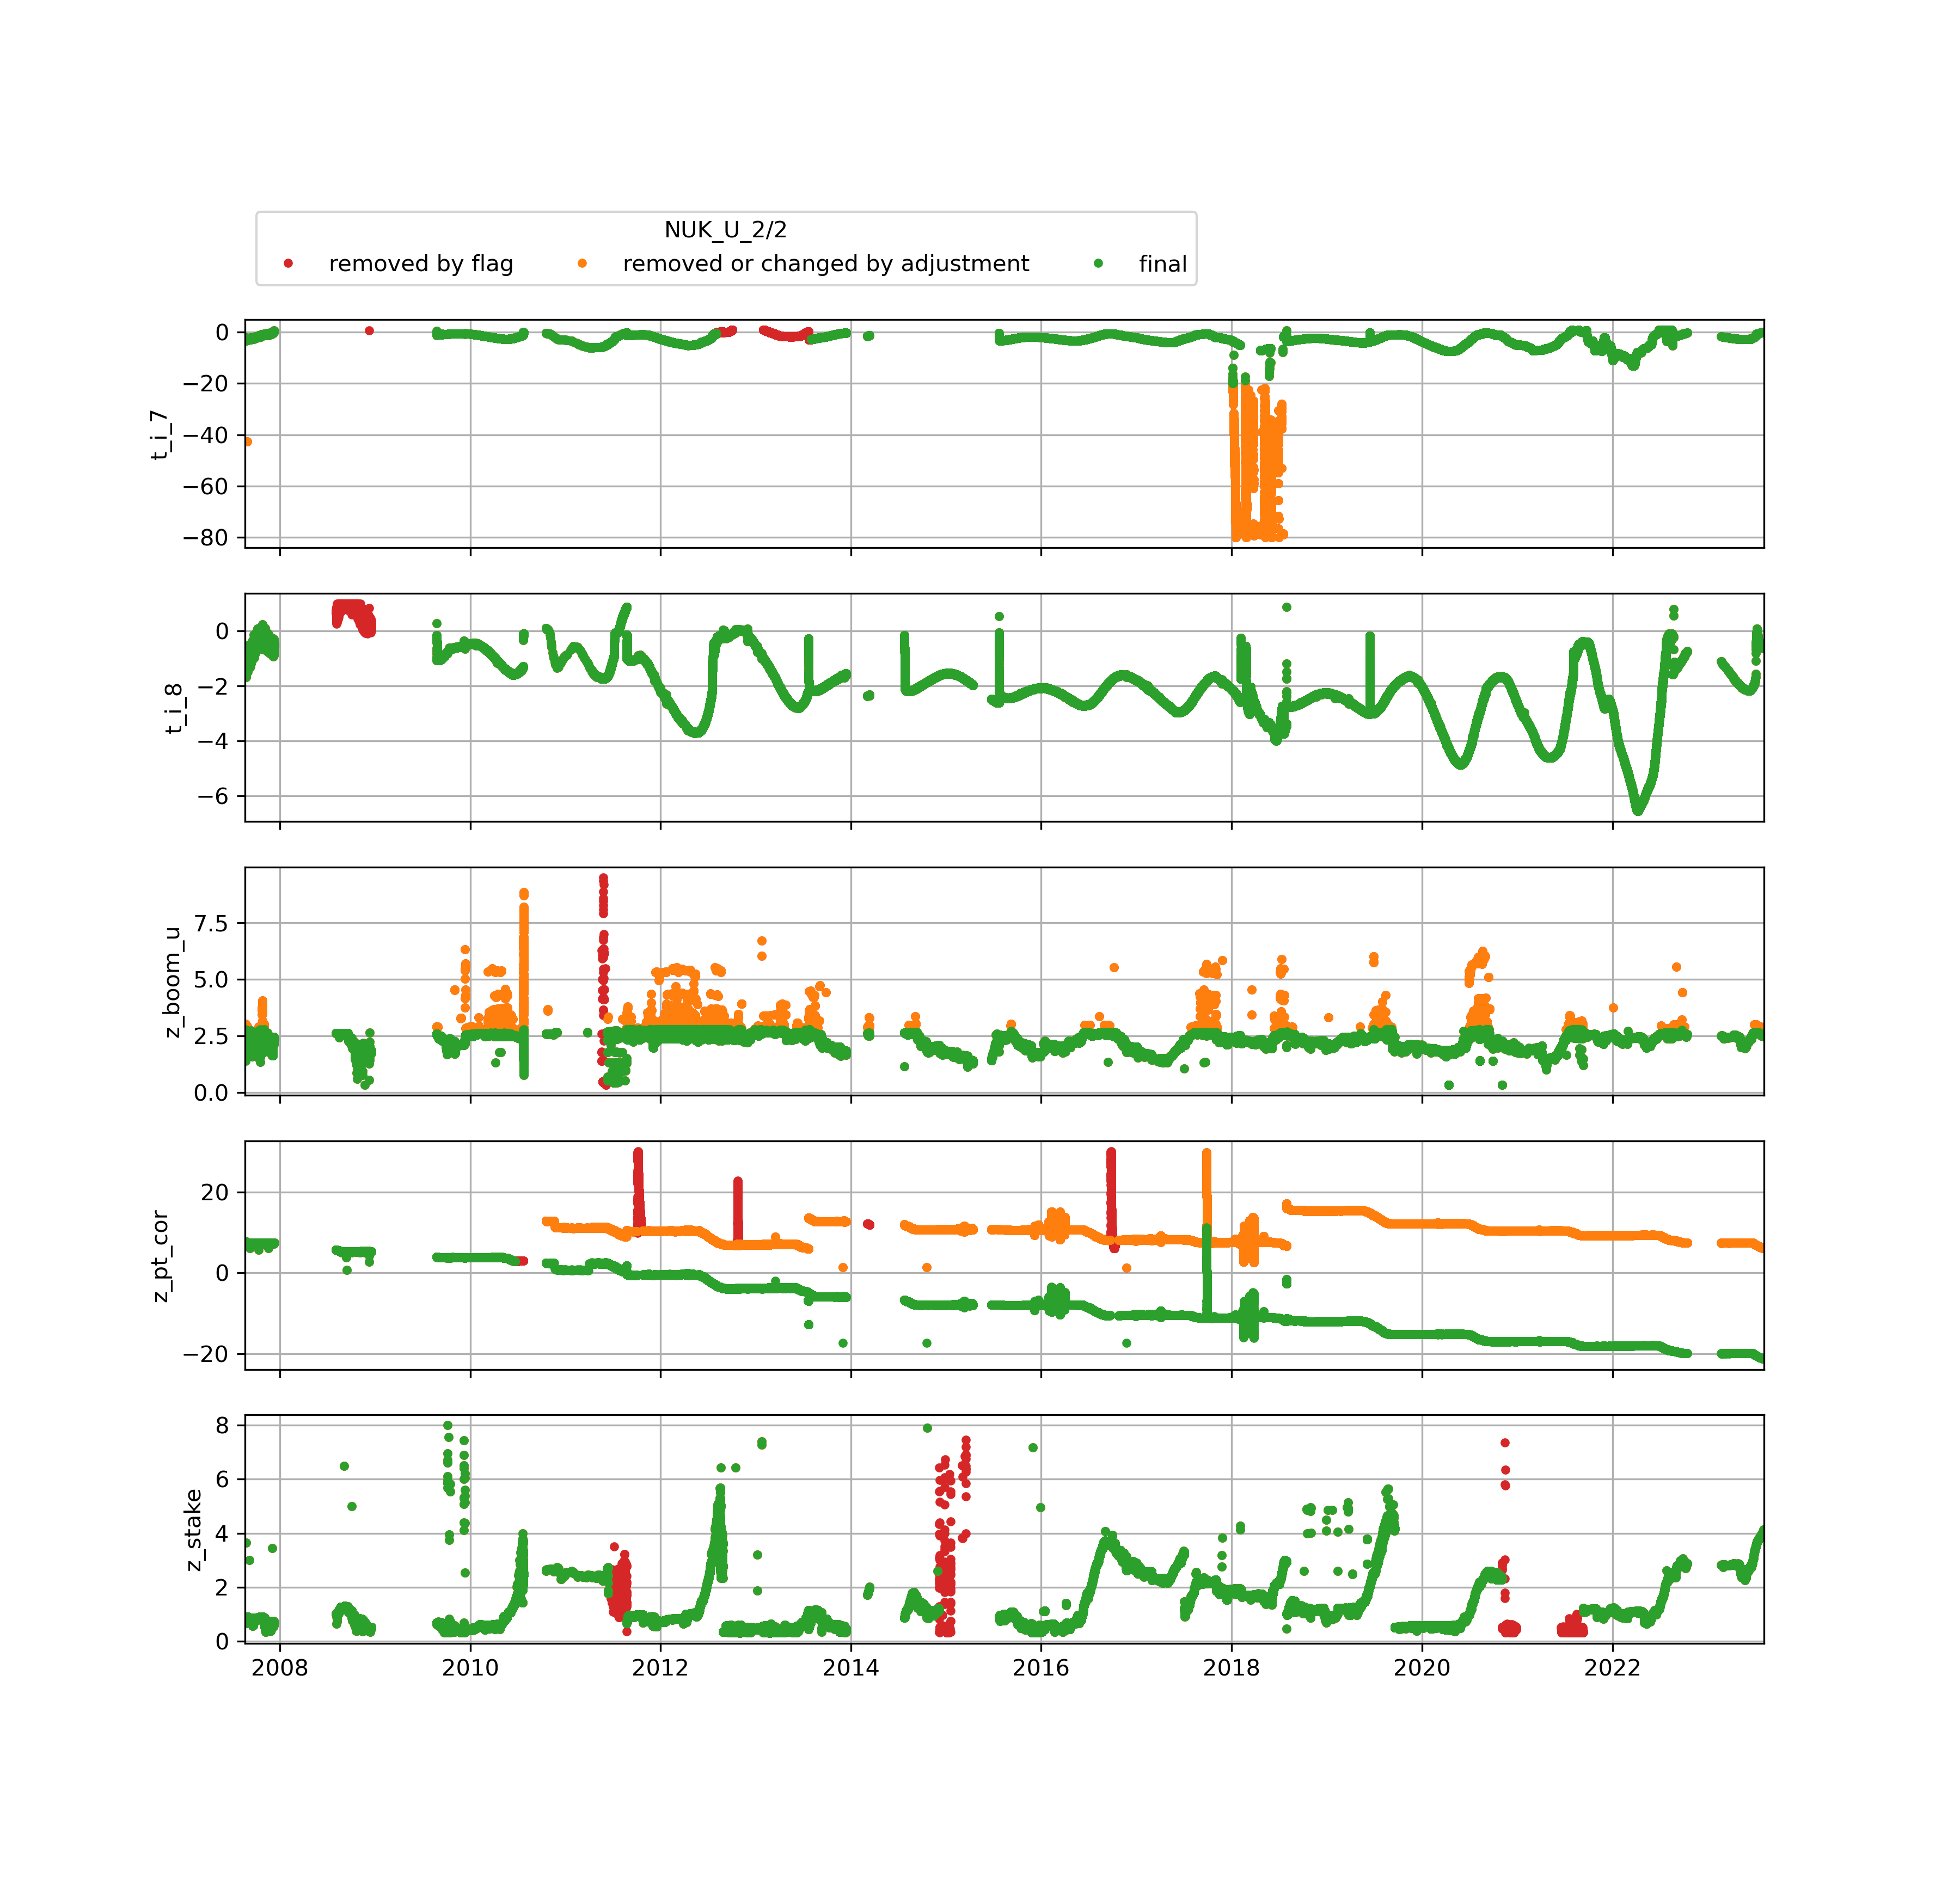 NUK_U_2/2
removed by flag removed or changed by adjustment final
0
−20
−40
−60
−80
t_i_7
0
−2
−4
−6
t_i_8
7.5
5.0
2.5
0.0
z_boom_u
20
0
−20
z_pt_cor
8
6
4
2
0
z_stake
2008 2010 2012 2014 2016 2018 2020 2022